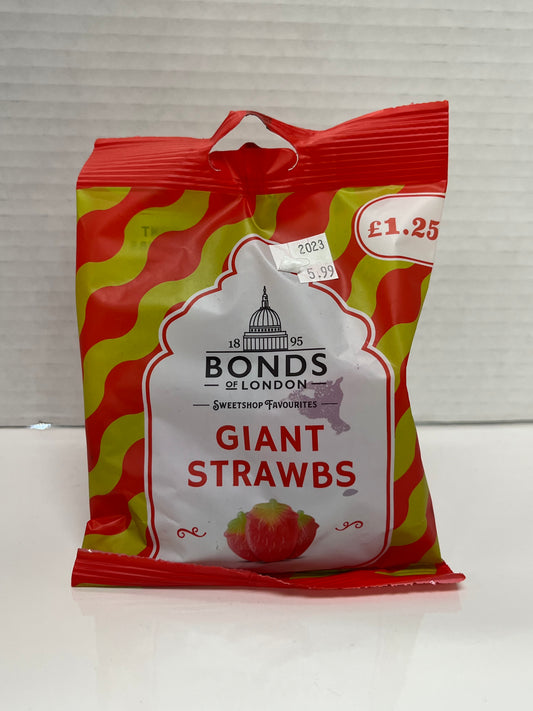 £1.25
2023
5.99
18 95
BONDS
OF LONDON
SWEETSHOP FAVOURITES
GIANT
STRAWBS